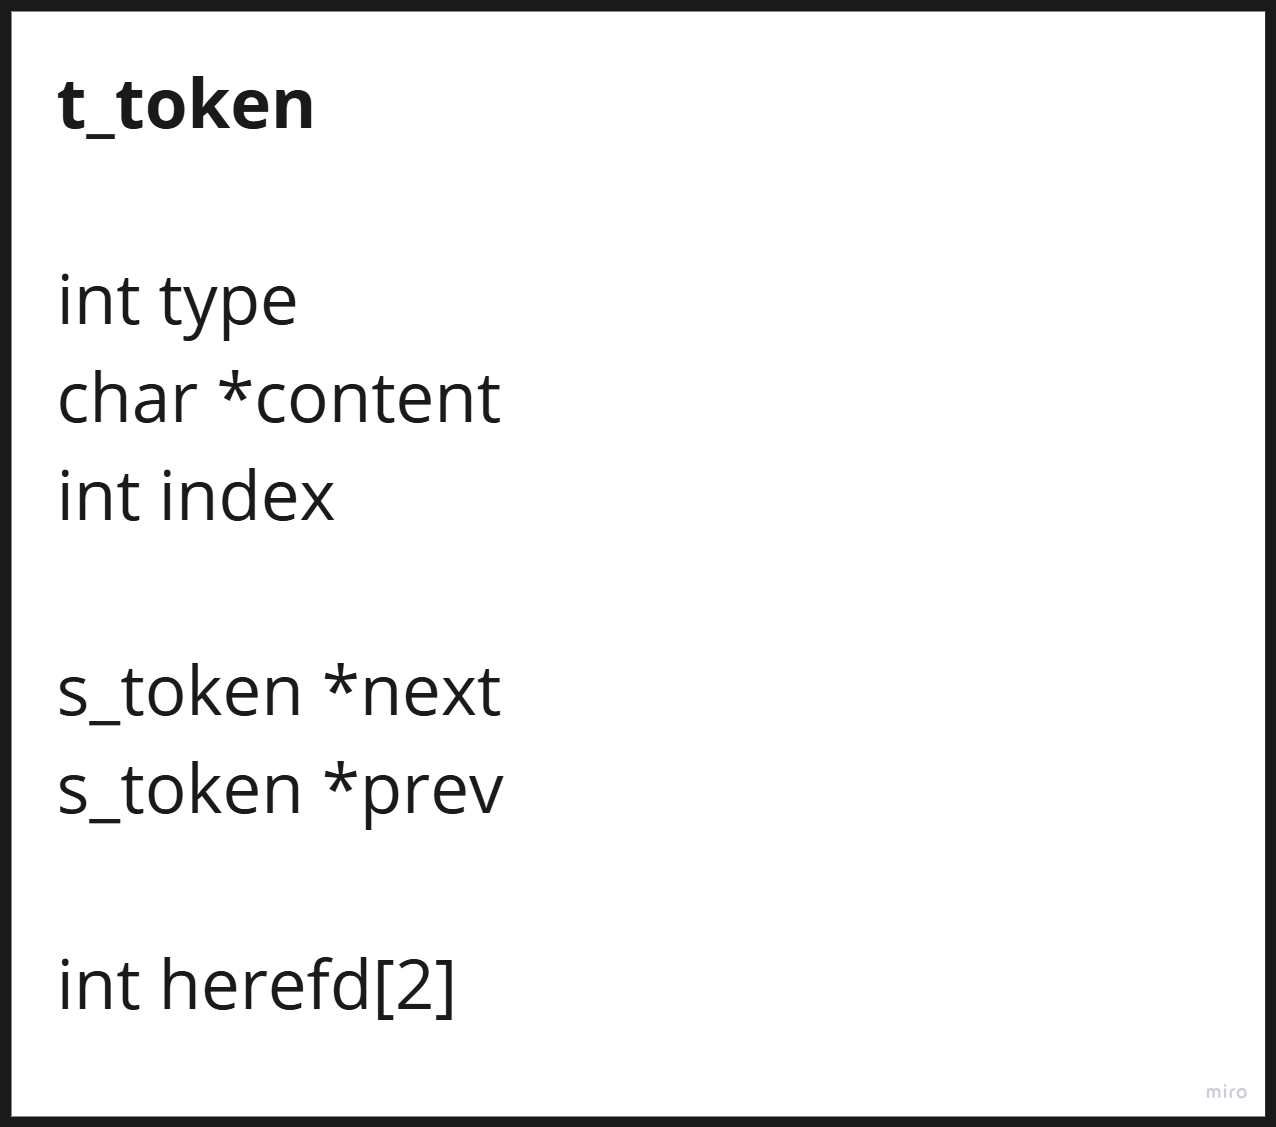 t_token
int type
char *content
int index
s_token *next
s_token *prev
int herefd[2]
miro